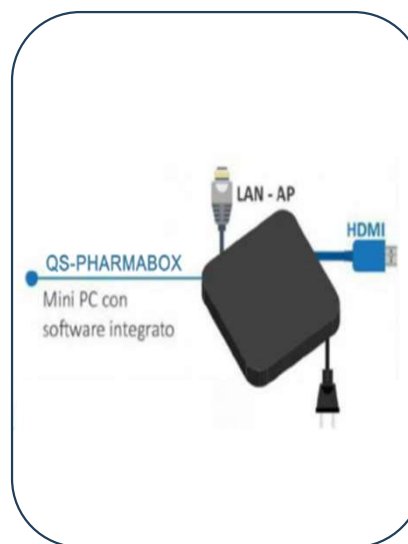 LAN - AP
HDMI
QS-PHARMABOX
Mini PC con
software integrato